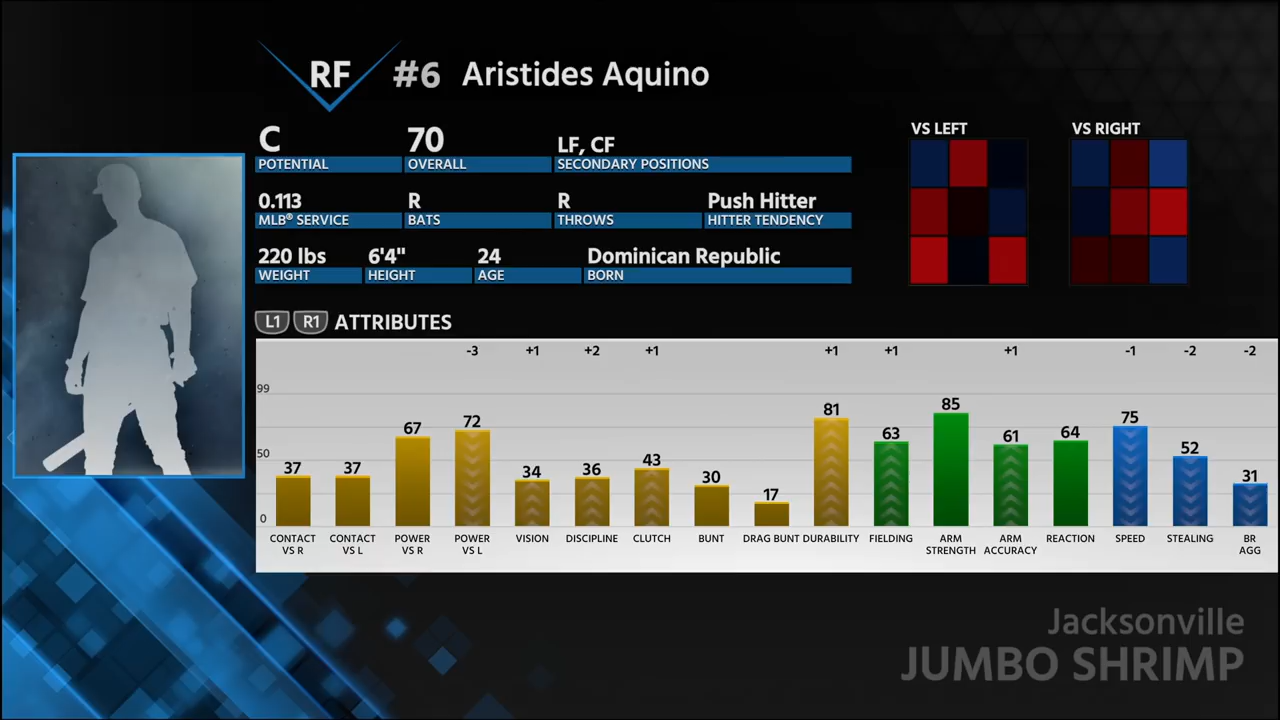 RF #6 Aristides Aquino
C 70 LF, CF
POTENTIAL OVERALL SECONDARY POSITIONS
0.113 R R Push Hitter
MLB® SERVICE BATS THROWS HITTER TENDENCY
220 lbs 6'4" 24 Dominican Republic
WEIGHT HEIGHT AGE BORN
VS LEFT VS RIGHT
L1 R1 ATTRIBUTES
-3 +1 +2 +1 +1 +1 +1 -1 -2 -2
99
50
0
37 37 67 72 34 36 43 30 17 81 63 85 61 64 75 52 31
CONTACT VS R
CONTACT VS L
POWER VS R
POWER VS L
VISION
DISCIPLINE
CLUTCH
BUNT
DRAG BUNT
DURABILITY
FIELDING
ARM STRENGTH
ARM ACCURACY
REACTION
SPEED
STEALING
BR AGG
Jacksonville
JUMBO SHRIMP